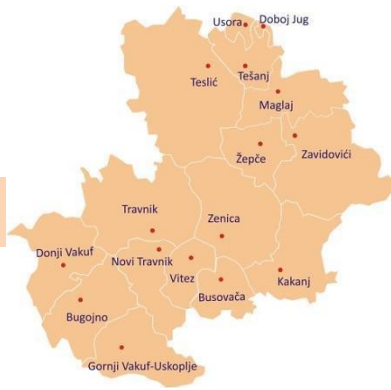 Usora
Doboj Jug
Teslić
Tešanj
Maglaj
Žepče
Zavidovići
Travnik
Zenica
Donji Vakuf
Novi Travnik
Vitez
Kakanj
Busovača
Bugojno
Gornji Vakuf-Uskoplje